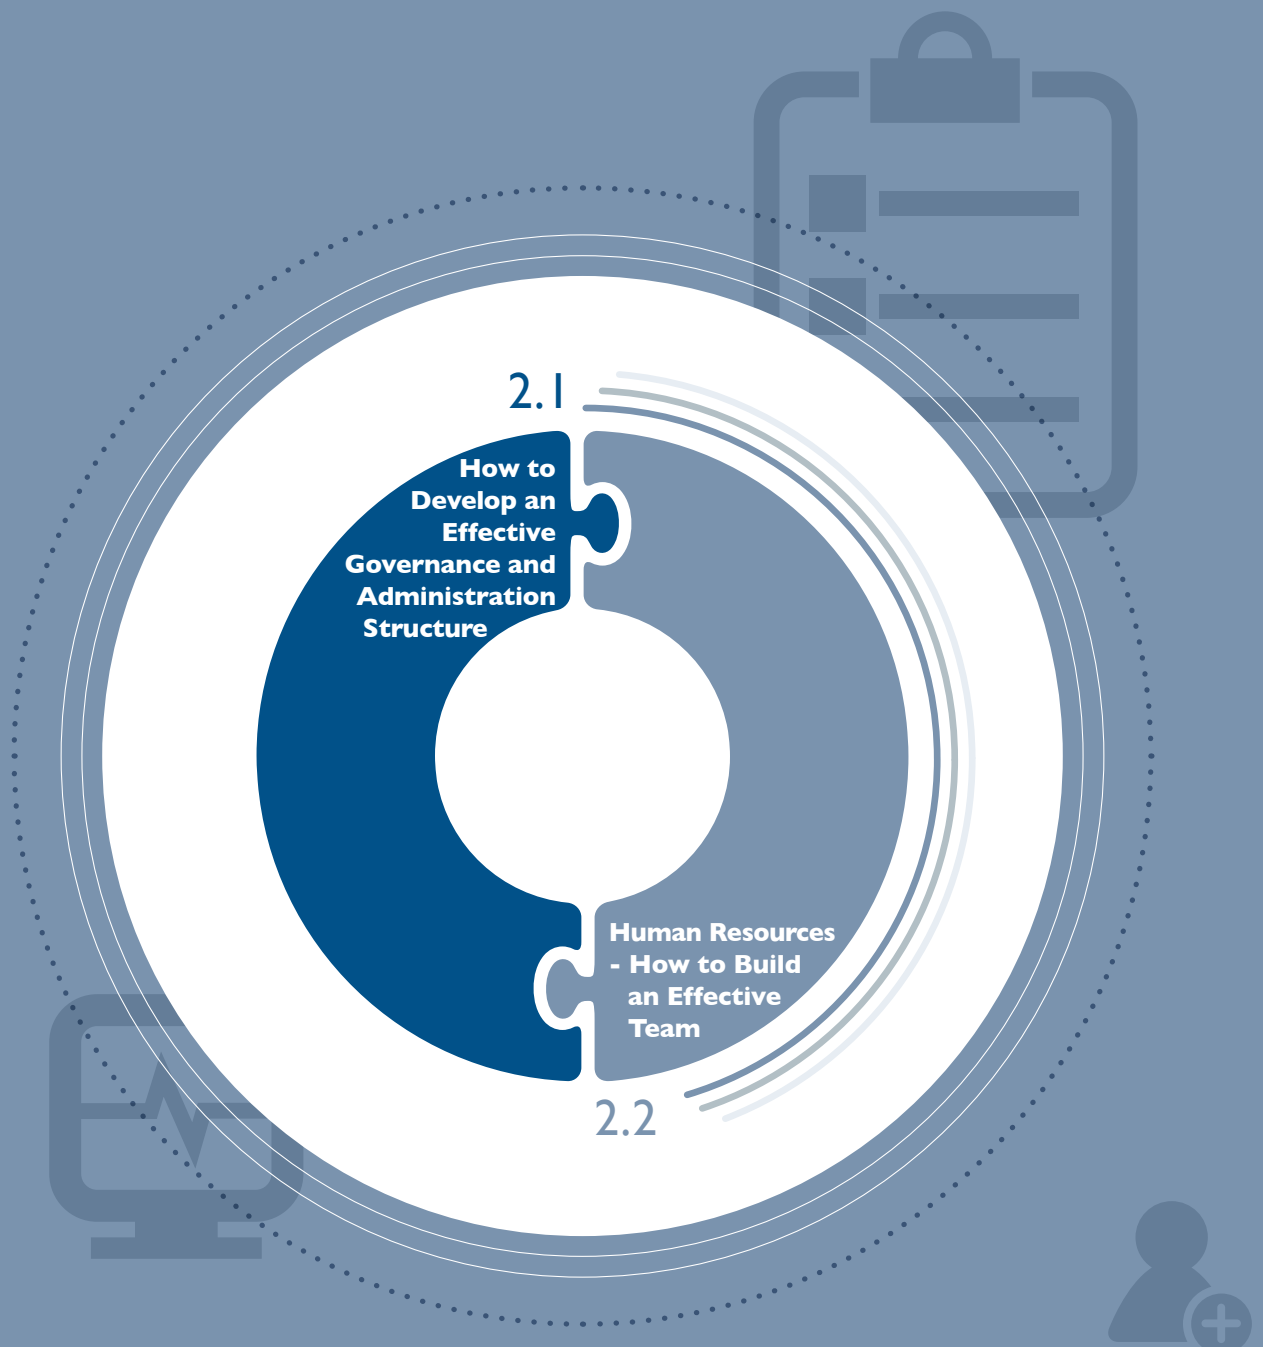 2.1
How to
Develop an
Effective
Governance and
Administration
Structure
Human Resources
- How to Build
an Effective
Team
2.2